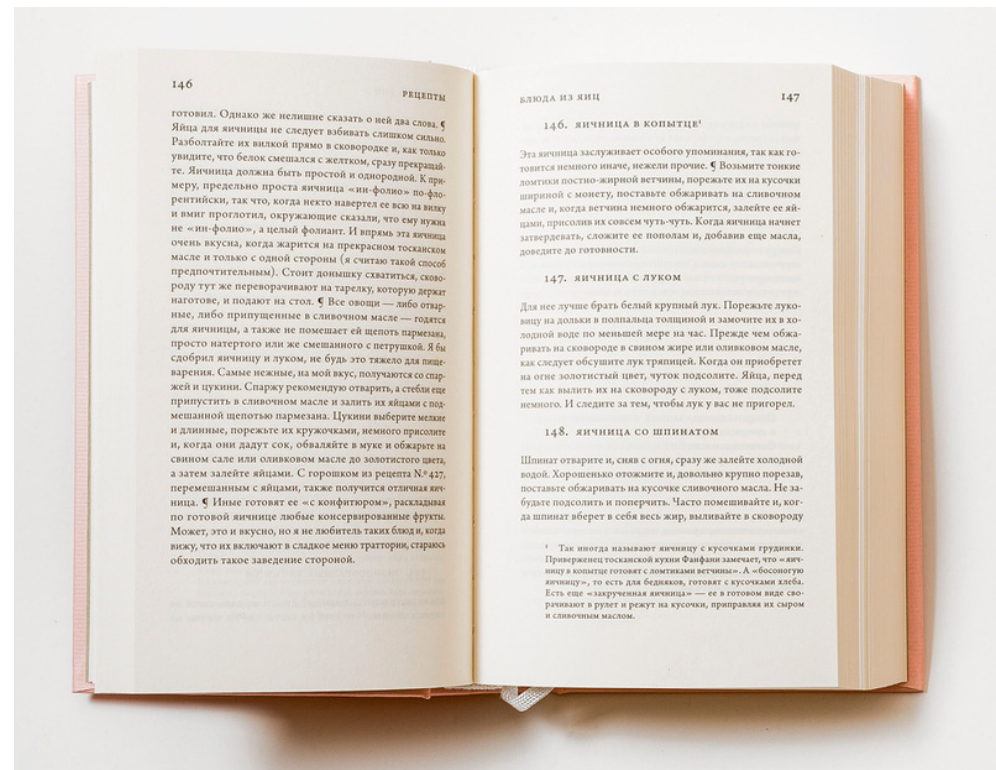 146
РЕЦЕПТЫ
готовил. Однако же нелишне сказать о ней два слова. ¶
Яйца для яичницы не следует взбивать слишком сильно.
Разболтайте их вилкой прямо в сковородке и, как только
увидите, что белок смешался с желтком, сразу прекращай-
те. Яичница должна быть простой и однородной. К при-
меру, предельно проста яичница «ин-фолио» по-фло-
рентийски, так что, когда некто навертел ее всю на вилку
и вмиг проглотил, окружающие сказали, что ему нужна
не «ин-фолио», а целый фолиант. И впрямь эта яичница
очень вкусна, когда жарится на прекрасном тосканском
масле и только с одной стороны (я считаю такой способ
предпочтительным). Стоит донышку схватиться, сково-
роду тут же переворачивают на тарелку, которую держат
наготове, и подают на стол. ¶ Все овощи — либо отвар-
ные, либо припущенные в сливочном масле — годятся
для яичницы, а также не помешает ей щепоть пармезана,
просто натертого или же смешанного с петрушкой. Я бы
сдобрил яичницу и луком, не будь это тяжело для пище-
варения. Самые нежные, на мой вкус, получаются со спар-
жей и цукини. Спаржу рекомендую отварить, а стебли еще
припустить в сливочном масле и залить их яйцами с под-
мешанной щепотью пармезана. Цукини выберите мелкие
и длинные, порежьте их кружочками, немного присолите
и, когда они дадут сок, обваляйте в муке и обжарьте на
свином сале или оливковом масле до золотистого цвета,
а затем залейте яйцами. С горошком из рецепта N.º 427,
перемешанным с яйцами, также получится отличная яич-
ница. ¶ Иные готовят ее «с конфитюром», раскладывая
по готовой яичнице любые консервированные фрукты.
Может, это и вкусно, но я не любитель таких блюд и, когда
вижу, что их включают в сладкое меню траттории, стараюсь
обходить такое заведение стороной.
БЛЮДА ИЗ ЯИЦ
147
146. ЯИЧНИЦА В КОПЫТЦЕ¹
Эта яичница заслуживает особого упоминания, так как го-
товится немного иначе, нежели прочие. ¶ Возьмите тонкие
ломтики постно-жирной ветчины, порежьте их на кусочки
шириной с монету, поставьте обжаривать на сливочном
масле и, когда ветчина немного обжарится, залейте ее яй-
цами, присолив их совсем чуть-чуть. Когда яичница начнет
затвердевать, сложите ее пополам и, добавив еще масла,
доведите до готовности.
147. ЯИЧНИЦА С ЛУКОМ
Для нее лучше брать белый крупный лук. Порежьте луко-
вицу на дольки в полпальца толщиной и замочите их в хо-
лодной воде по меньшей мере на час. Прежде чем обжа-
ривать на сковороде в свином жире или оливковом масле,
как следует обсушите лук тряпицей. Когда он приобретет
на огне золотистый цвет, чуток подсолите. Яйца, перед
тем как вылить их на сковороду с луком, тоже подсолите
немного. И следите за тем, чтобы лук у вас не пригорел.
148. ЯИЧНИЦА СО ШПИНАТОМ
Шпинат отварите и, сняв с огня, сразу же залейте холодной
водой. Хорошенько отожмите и, довольно крупно порезав,
поставьте обжаривать на кусочке сливочного масла. Не за-
будьте подсолить и поперчить. Часто помешивайте и, ког-
да шпинат вберет в себя весь жир, выливайте в сковороду
¹ Так иногда называют яичницу с кусочками грудинки.
Приверженец тосканской кухни Фанфани замечает, что «яич-
ницу в копытце готовят с ломтиками ветчины». А «босоногую
яичницу», то есть для бедняков, готовят с кусочками хлеба.
Есть еще «закрученная яичница» — ее в готовом виде сво-
рачивают в рулет и режут на кусочки, приправляя их сыром
и сливочным маслом.